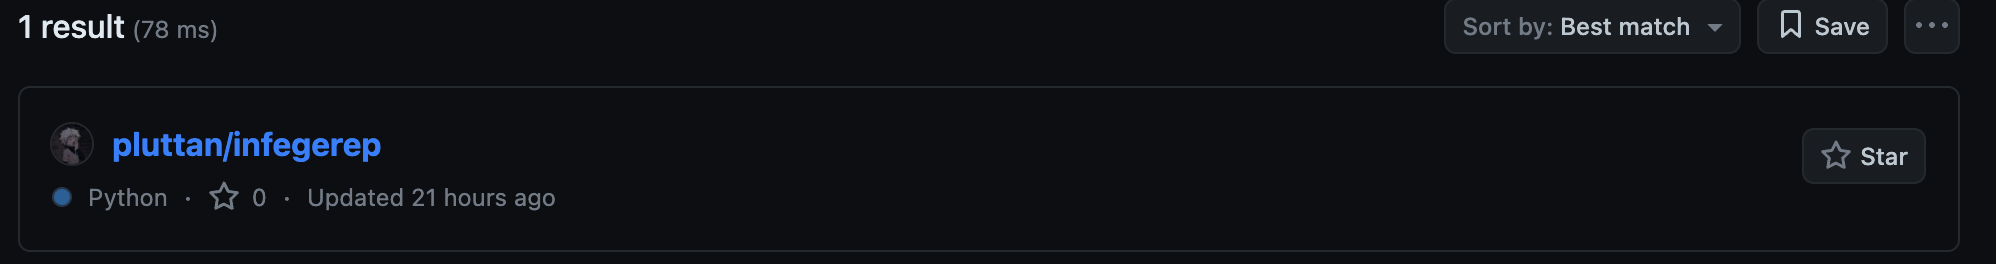 1 result (78 ms)
Sort by: Best match
Save
pluttan/infegerep
Star
Python · 0 · Updated 21 hours ago